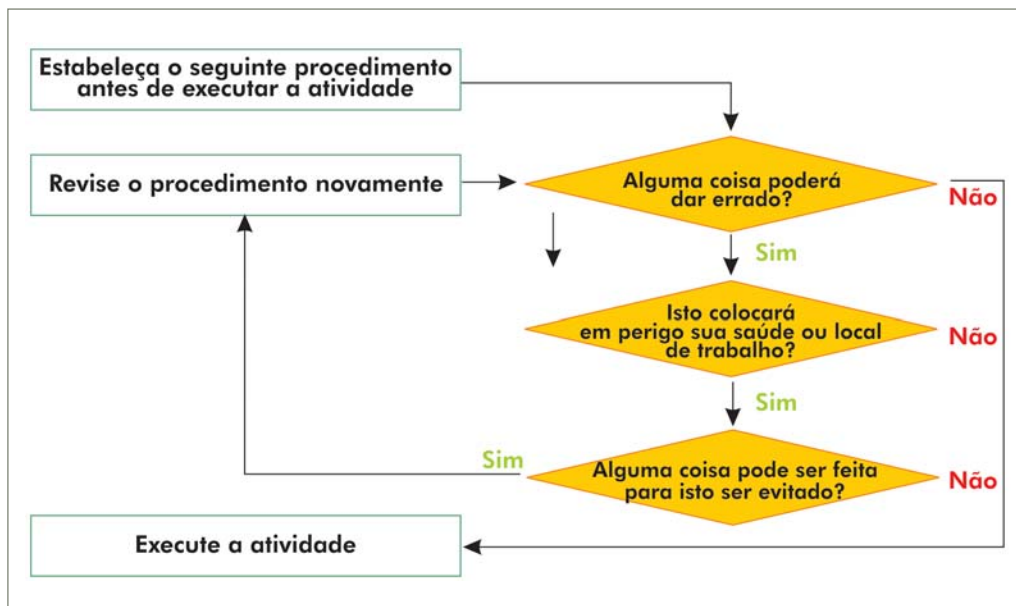 Estabeleça o seguinte procedimento
antes de executar a atividade
Revise o procedimento novamente
Alguma coisa poderá
dar errado?
Não
Sim
Isto colocará
em perigo sua saúde ou local
de trabalho?
Não
Sim
Sim
Alguma coisa pode ser feita
para isto ser evitado?
Não
Execute a atividade